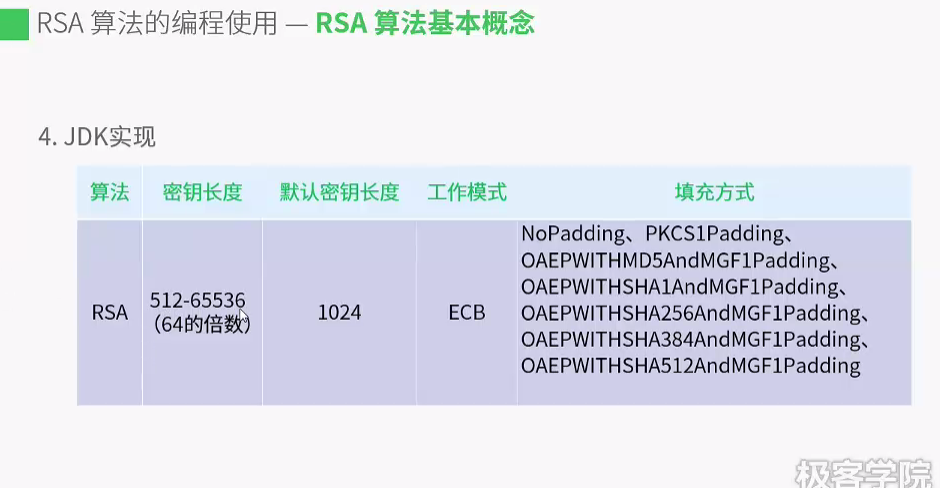 RSA 算法的编程使用 — RSA 算法基本概念
4. JDK实现
算法 密钥长度 默认密钥长度 工作模式 填充方式
RSA
512-65536
（64的倍数）
1024
ECB
NoPadding、PKCS1Padding、
OAEPWITHMD5AndMGF1Padding、
OAEPWITHSHA1AndMGF1Padding、
OAEPWITHSHA256AndMGF1Padding、
OAEPWITHSHA384AndMGF1Padding、
OAEPWITHSHA512AndMGF1Padding
极客学院